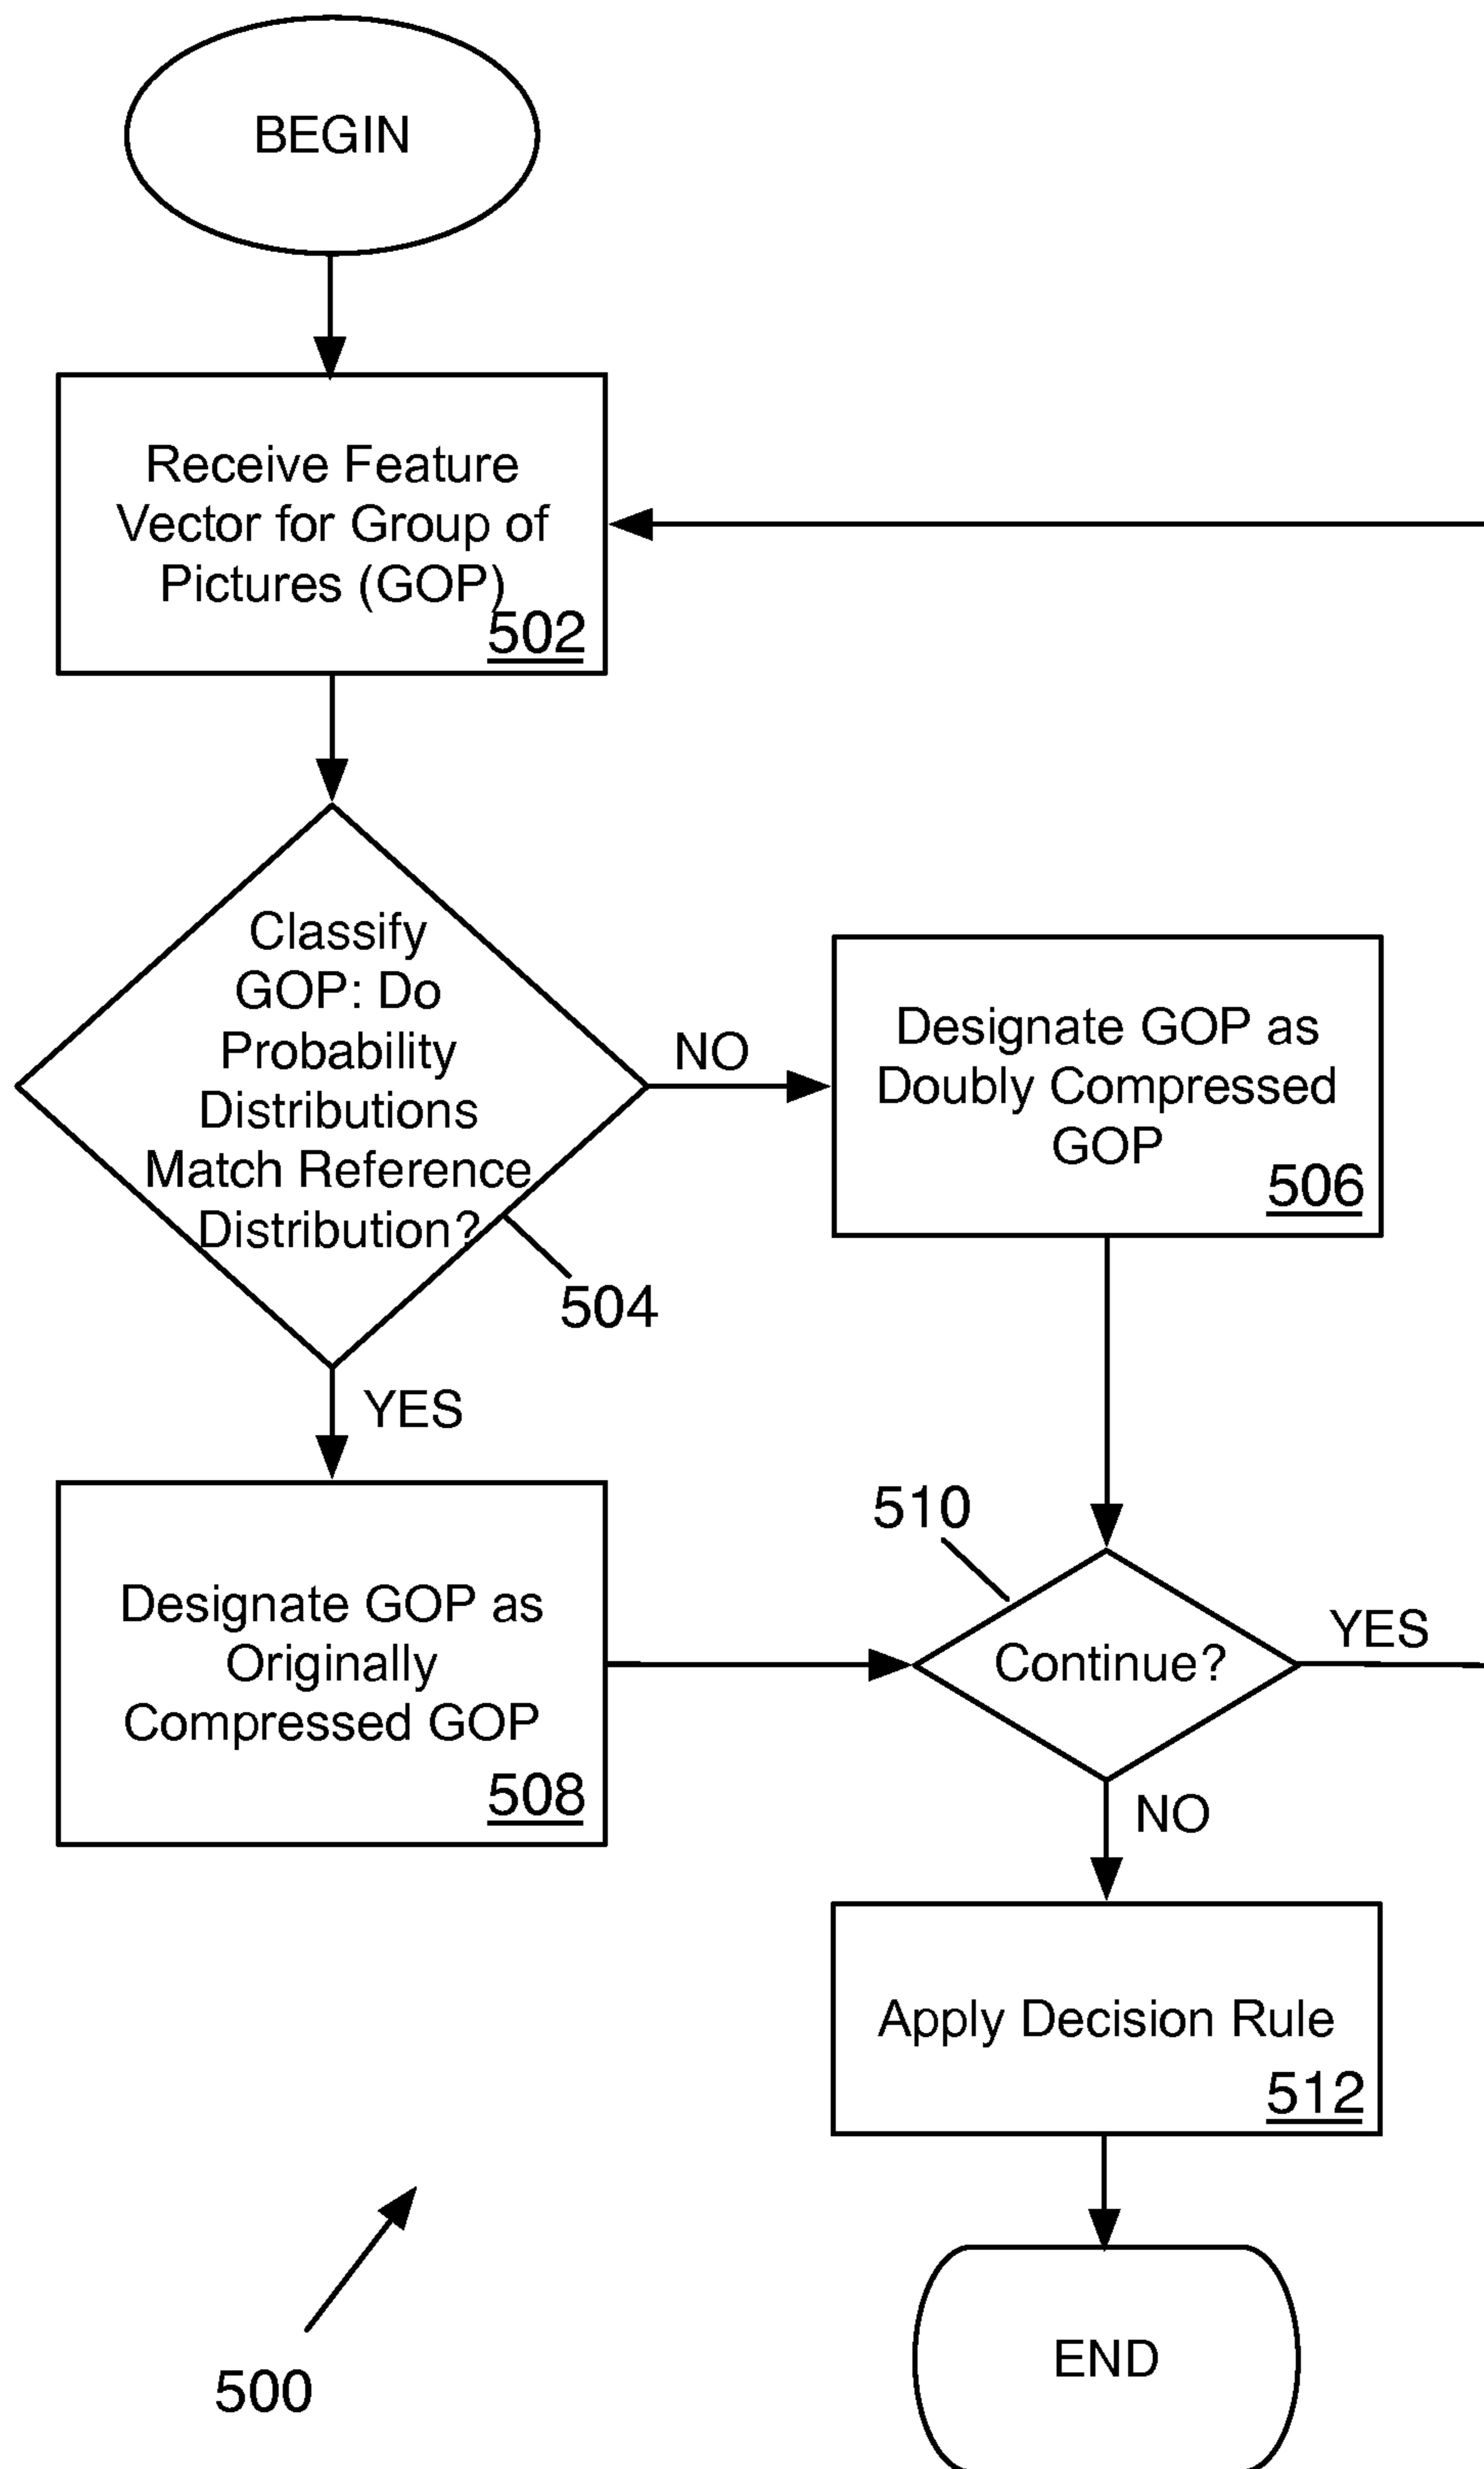 BEGIN
Receive Feature
Vector for Group of
Pictures (GOP)
502
Classify
GOP: Do
Probability
Distributions
Match Reference
Distribution?
504
NO
Designate GOP as
Doubly Compressed
GOP
506
YES
Designate GOP as
Originally
Compressed GOP
508
510
Continue?
YES
NO
Apply Decision Rule
512
END
500